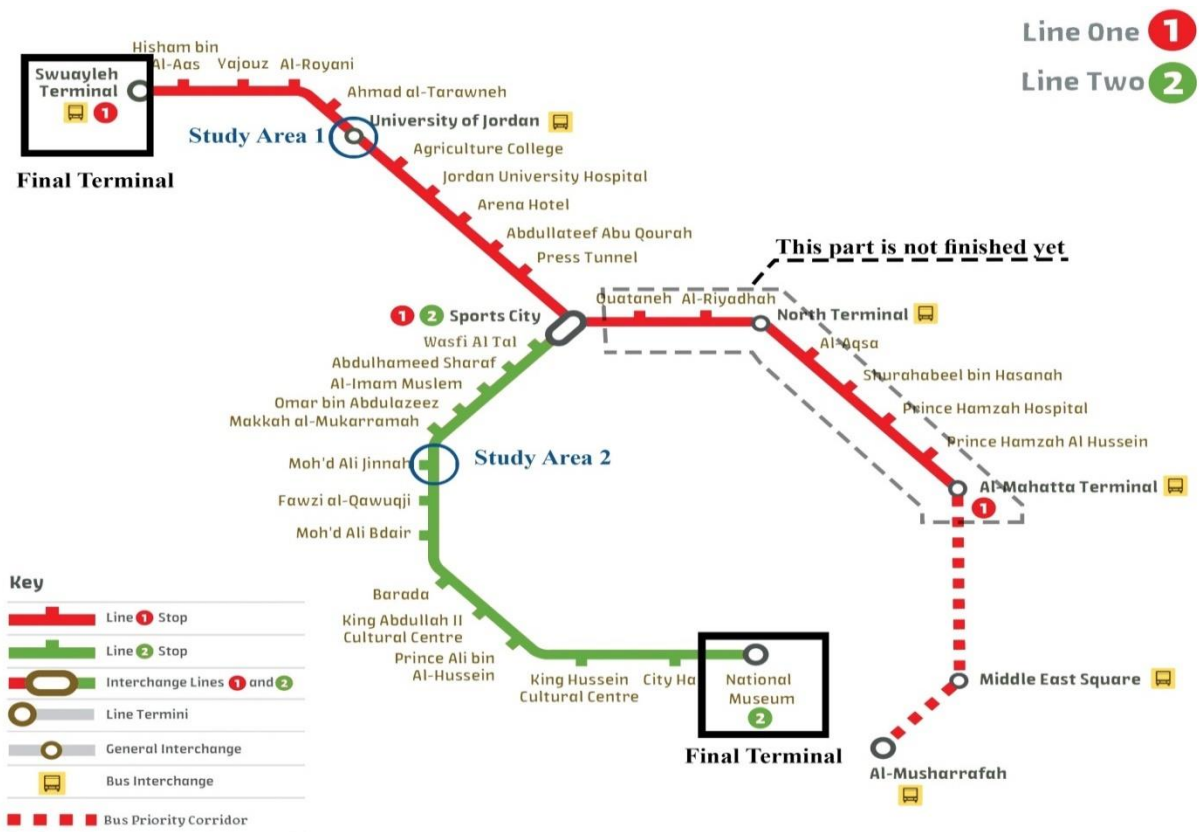 Line One 1
Line Two 2
Hisham bin
Al-Aas
Yajouz
Al-Royani
Swuayleh
Terminal
1
Final Terminal
Ahmad al-Tarawneh
University of Jordan
Study Area 1
Agriculture College
Jordan University Hospital
Arena Hotel
Abdullateef Abu Qourah
Press Tunnel
This part is not finished yet
1 2 Sports City
Quataneh
Al-Riyadhah
North Terminal
Al-Aqsa
Shurahabeel bin Hasanah
Prince Hamzah Hospital
Prince Hamzah Al Hussein
Al-Mahatta Terminal
1
Wasfi Al Tal
Abdulhameed Sharaf
Al-Imam Muslem
Omar bin Abdulazeez
Makkah al-Mukarramah
Moh'd Ali Jinnah
Study Area 2
Fawzi al-Qawuqji
Moh'd Ali Bdair
Barada
King Abdullah II
Cultural Centre
Prince Ali bin
Al-Hussein
King Hussein
Cultural Centre
City Ha
National
Museum
2
Final Terminal
Middle East Square
Al-Musharrafah
Key
Line 1 Stop
Line 2 Stop
Interchange Lines 1 and 2
Line Termini
General Interchange
Bus Interchange
Bus Priority Corridor